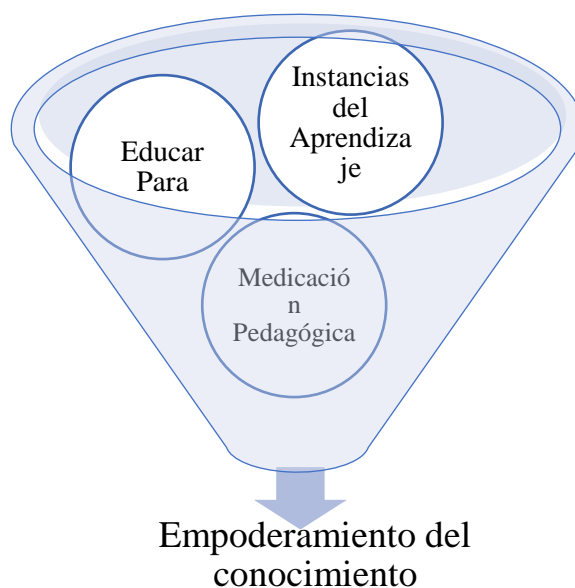 Instancias
del
Aprendiza
je
Educar
Para
Medicació
n
Pedagógica
Empoderamiento del
conocimiento